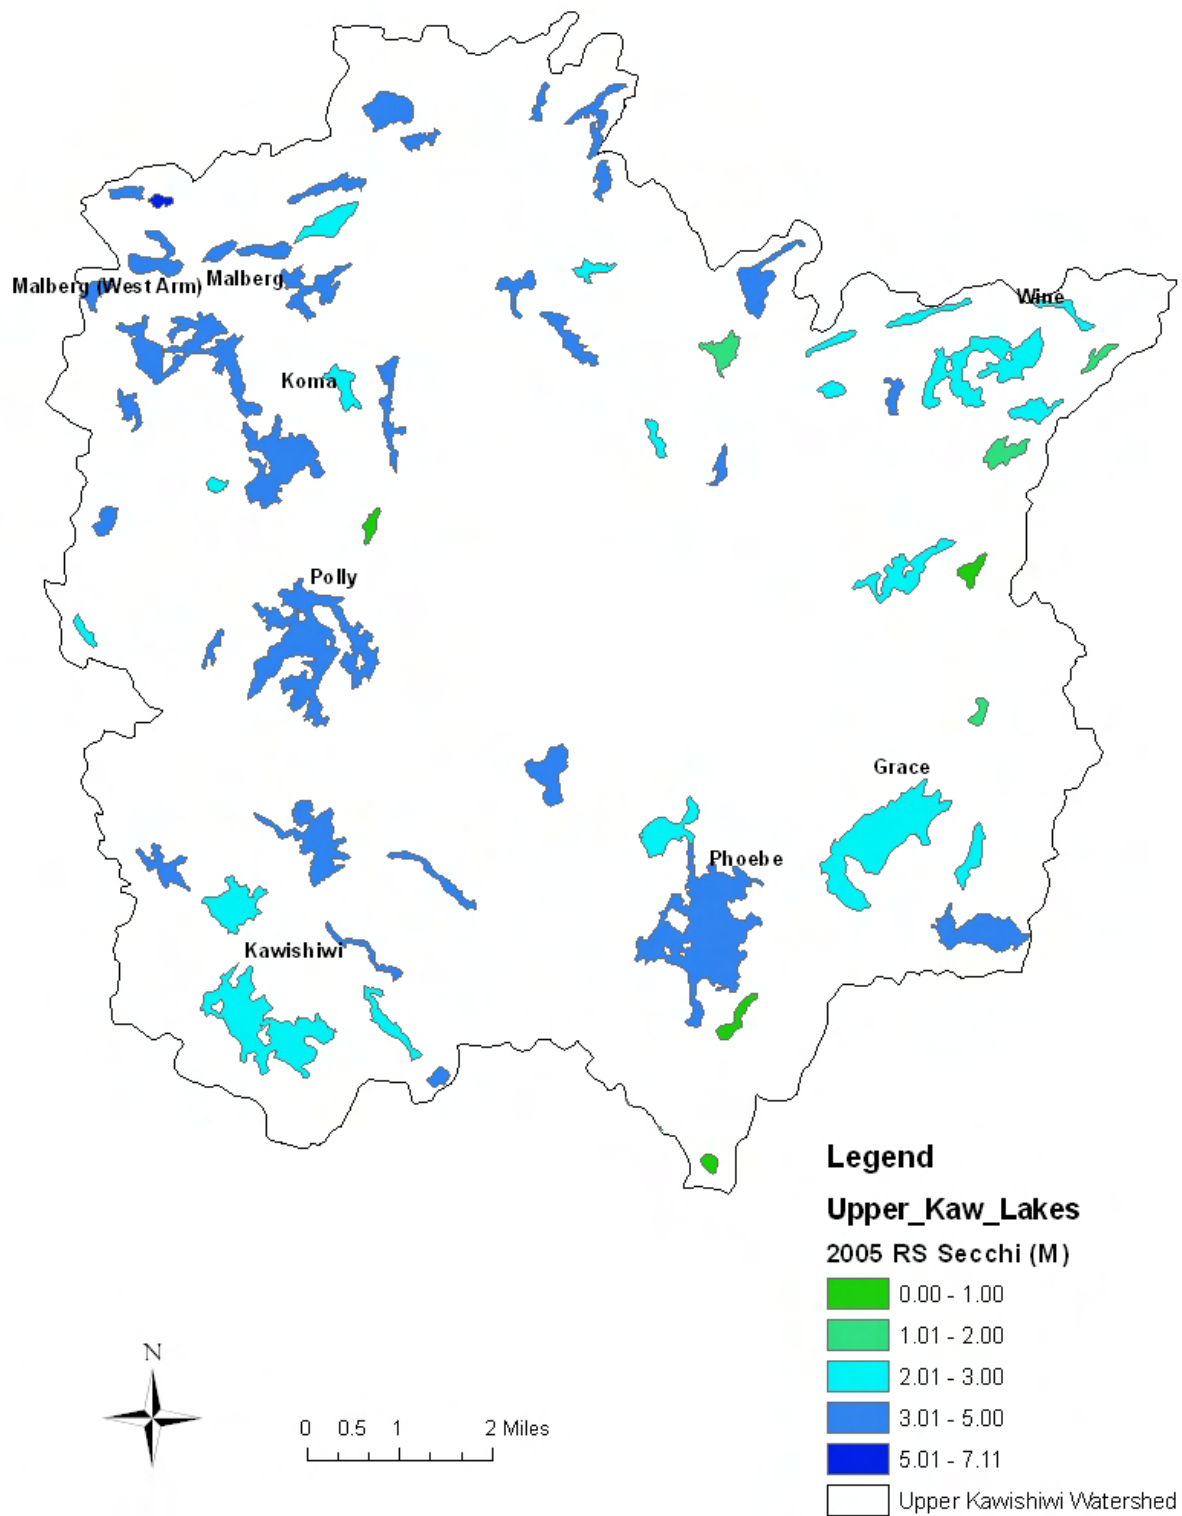 Wine
Malberg (West Arm)
Malberg
Koma
Polly
Grace
Phoebe
Kawishiwi
Legend
Upper_Kaw_Lakes
2005 RS Secchi (M)
0.00 - 1.00
1.01 - 2.00
2.01 - 3.00
3.01 - 5.00
5.01 - 7.11
Upper Kawishiwi Watershed
N
0 0.5 1 2 Miles